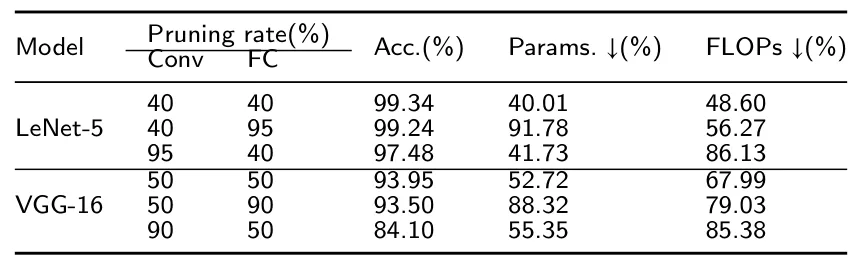 Model Pruning rate(%) Acc.(%) Params. ↓(%) FLOPs ↓(%)
Conv FC
40 40 99.34 40.01 48.60
LeNet-5 40 95 99.24 91.78 56.27
95 40 97.48 41.73 86.13
50 50 93.95 52.72 67.99
VGG-16 50 90 93.50 88.32 79.03
90 50 84.10 55.35 85.38